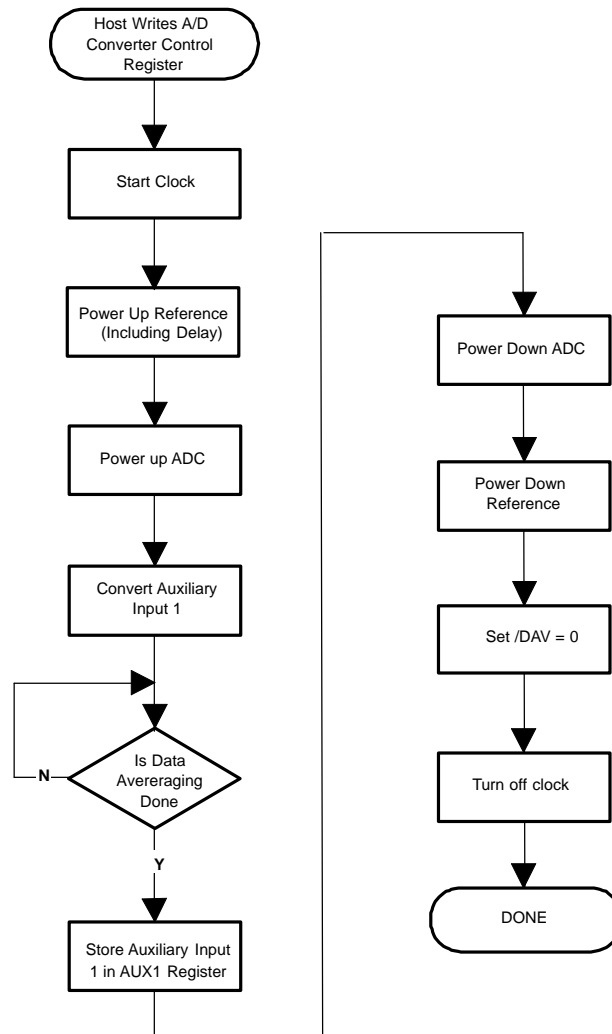 Host Writes A/D
Converter Control
Register
Start Clock
Power Up Reference
(Including Delay)
Power up ADC
Convert Auxiliary
Input 1
Is Data
Avereraging
Done
N
Y
Store Auxiliary Input
1 in AUX1 Register
Power Down ADC
Power Down
Reference
Set /DAV = 0
Turn off clock
DONE